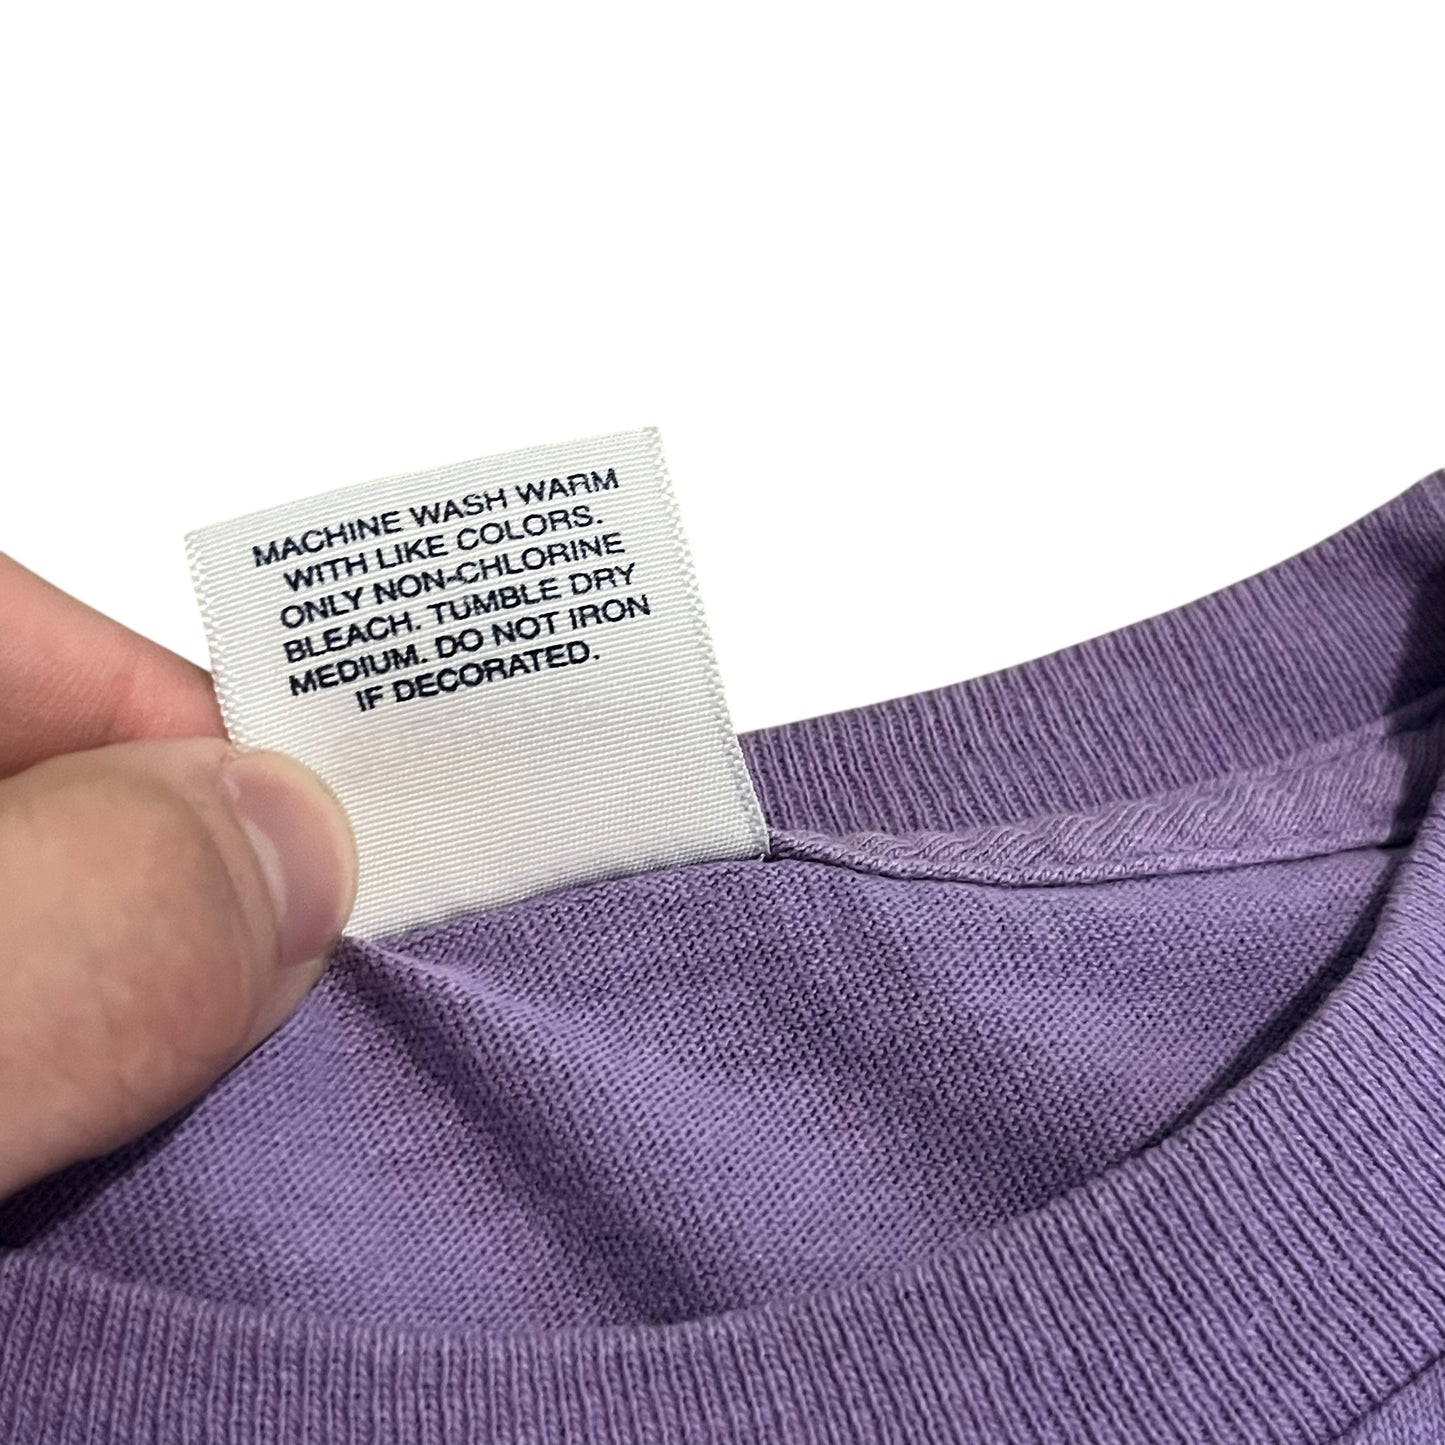 MACHINE WASH WARM
WITH LIKE COLORS.
ONLY NON-CHLORINE
BLEACH. TUMBLE DRY
MEDIUM. DO NOT IRON
IF DECORATED.